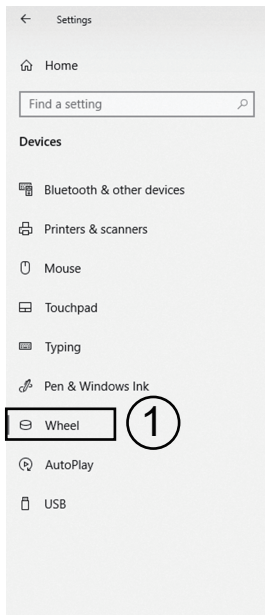 Settings
Home
Find a setting
Devices
Bluetooth & other devices
Printers & scanners
Mouse
Touchpad
Typing
Pen & Windows Ink
Wheel 1
AutoPlay
USB